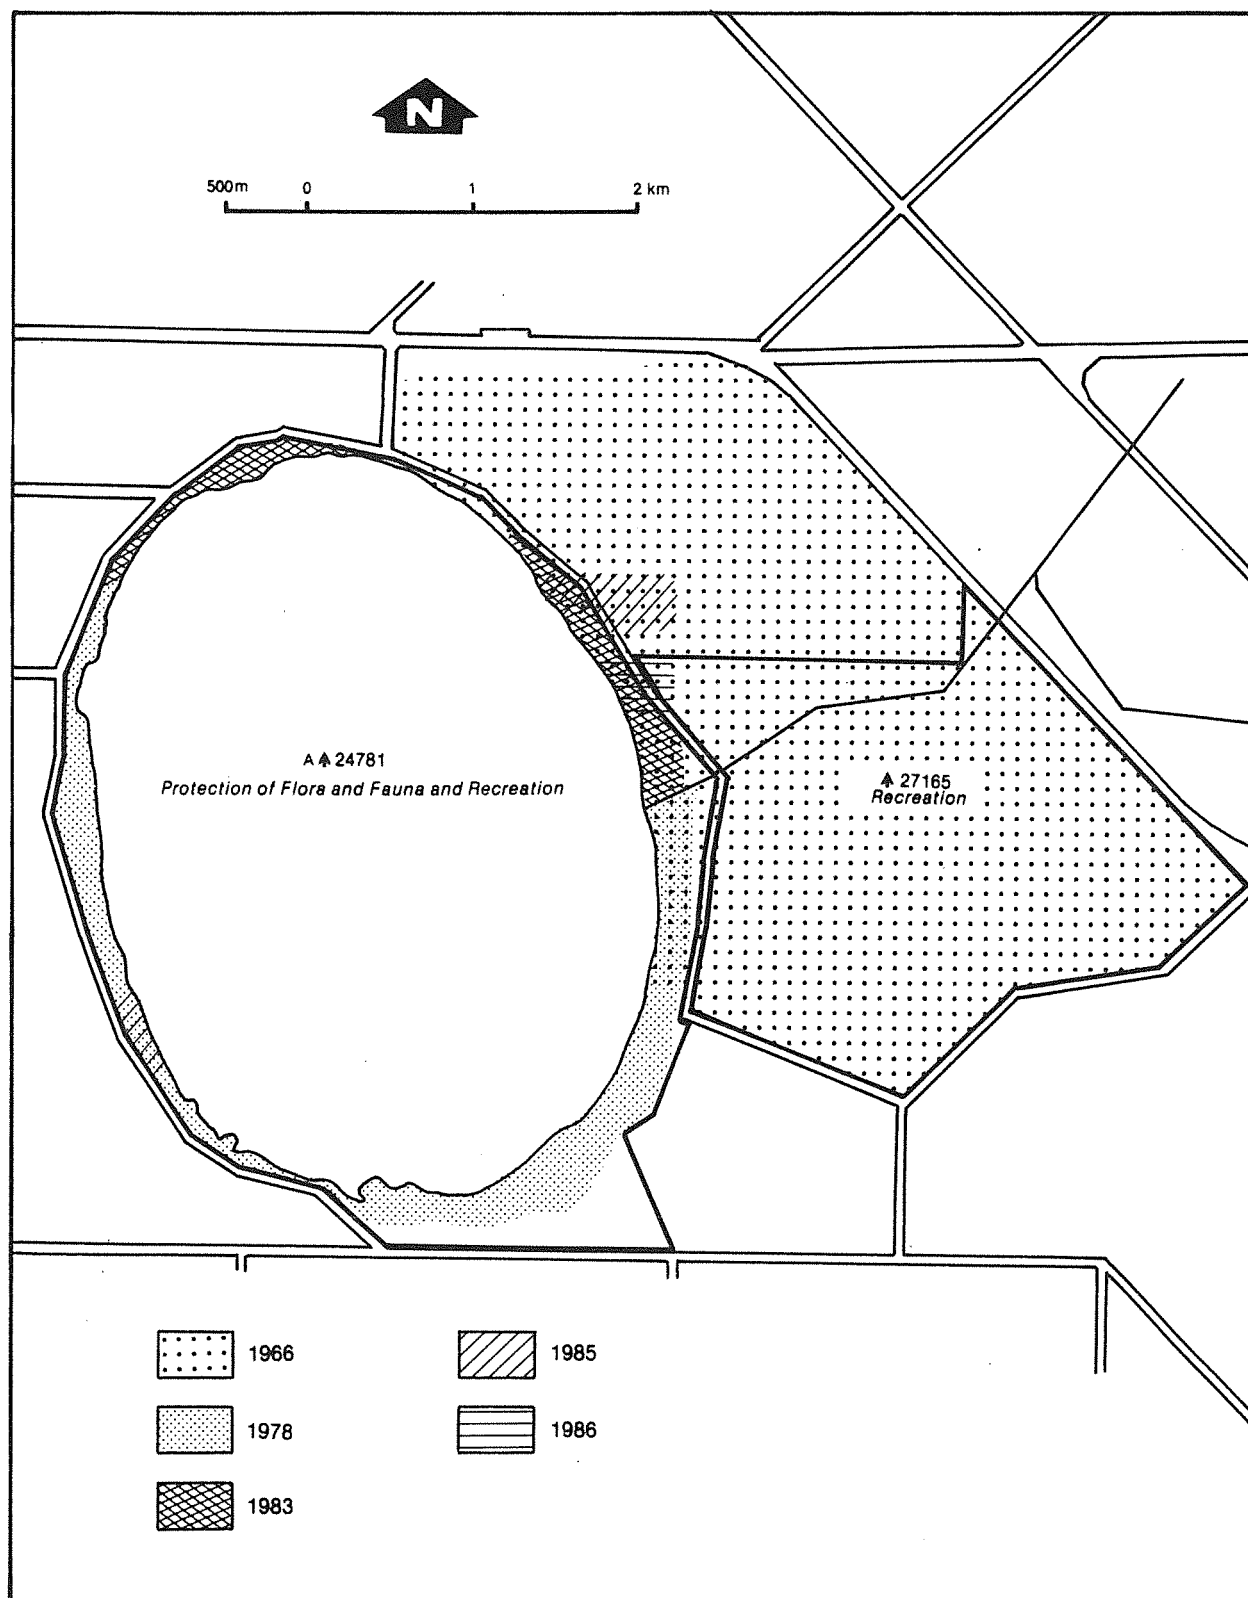 N
500m 0 1 2 km
A 24781
Protection of Flora and Fauna and Recreation
27165
Recreation
1966
1985
1978
1986
1983